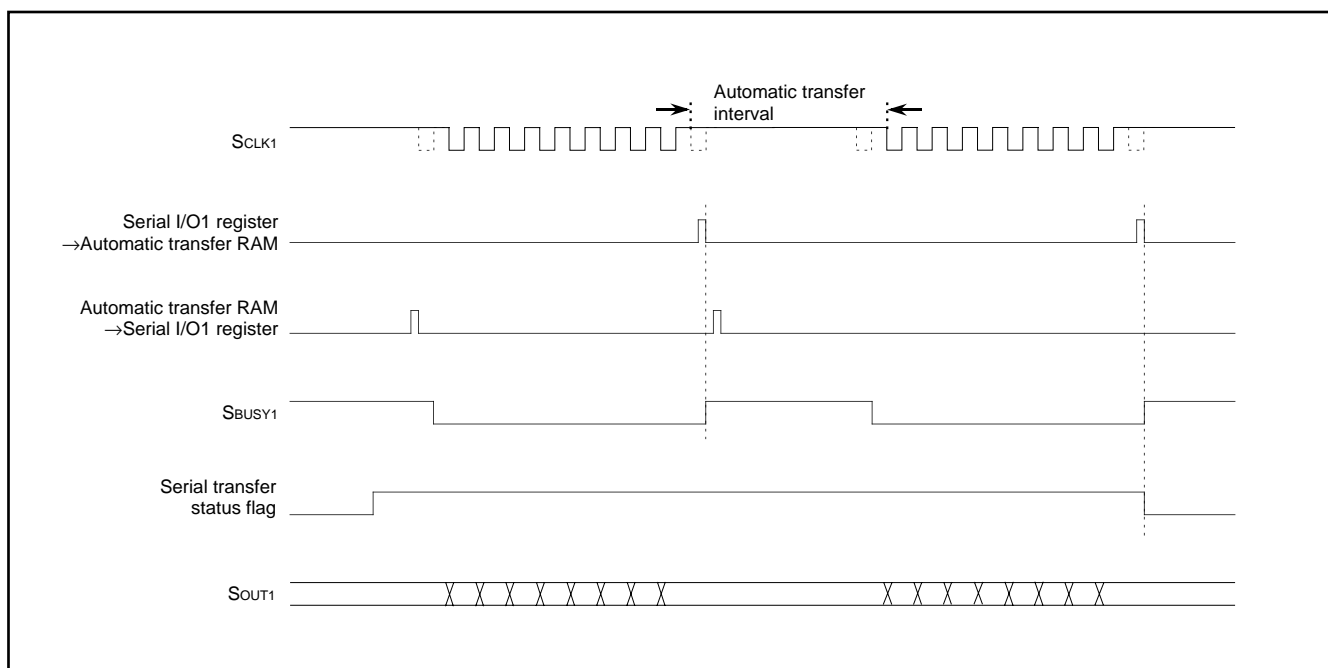 Automatic transfer
interval
SCLK1
Serial I/O1 register
→Automatic transfer RAM
Automatic transfer RAM
→Serial I/O1 register
SBUSY1
Serial transfer
status flag
SOUT1